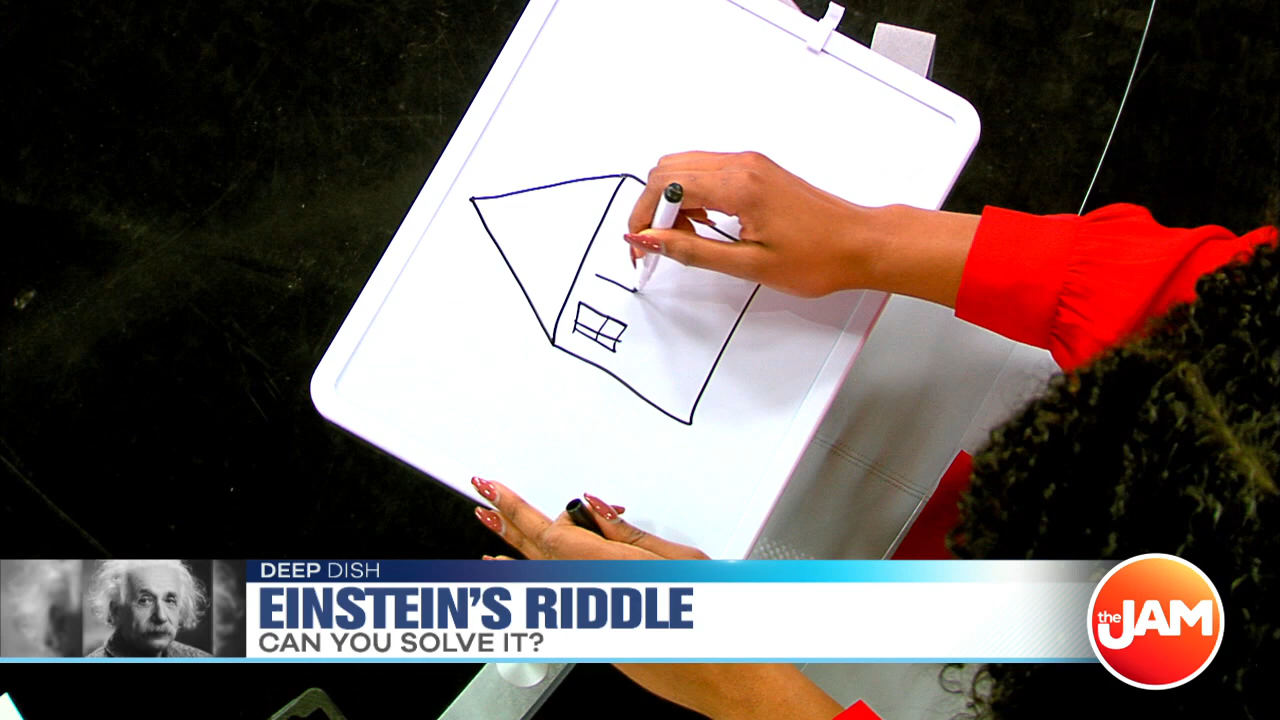 DEEP DISH
EINSTEIN'S RIDDLE
CAN YOU SOLVE IT?
the JAM